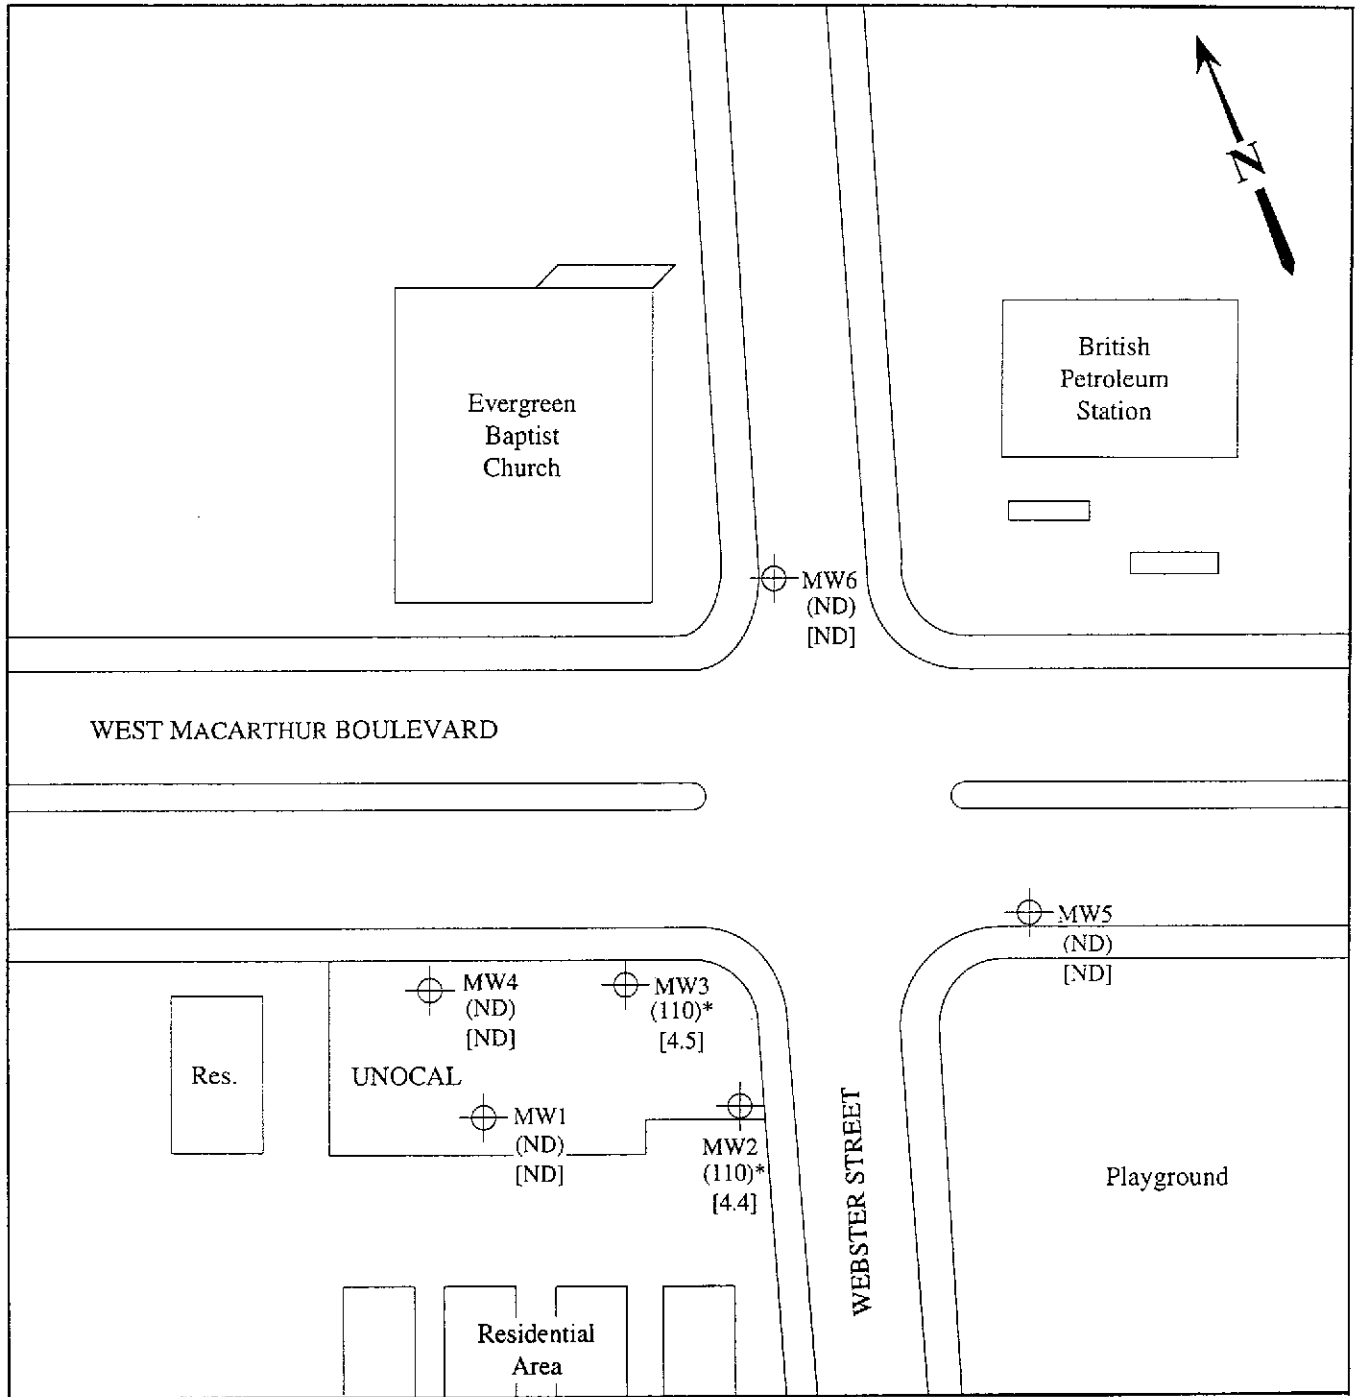 N
British
Petroleum
Station
Evergreen
Baptist
Church
MW6
(ND)
[ND]
WEST MACARTHUR BOULEVARD
MW5
(ND)
[ND]
MW4
(ND)
[ND]
MW3
(110)*
[4.5]
Res.
UNOCAL
MW1
(ND)
[ND]
MW2
(110)*
[4.4]
WEBSTER STREET
Playground
Residential
Area